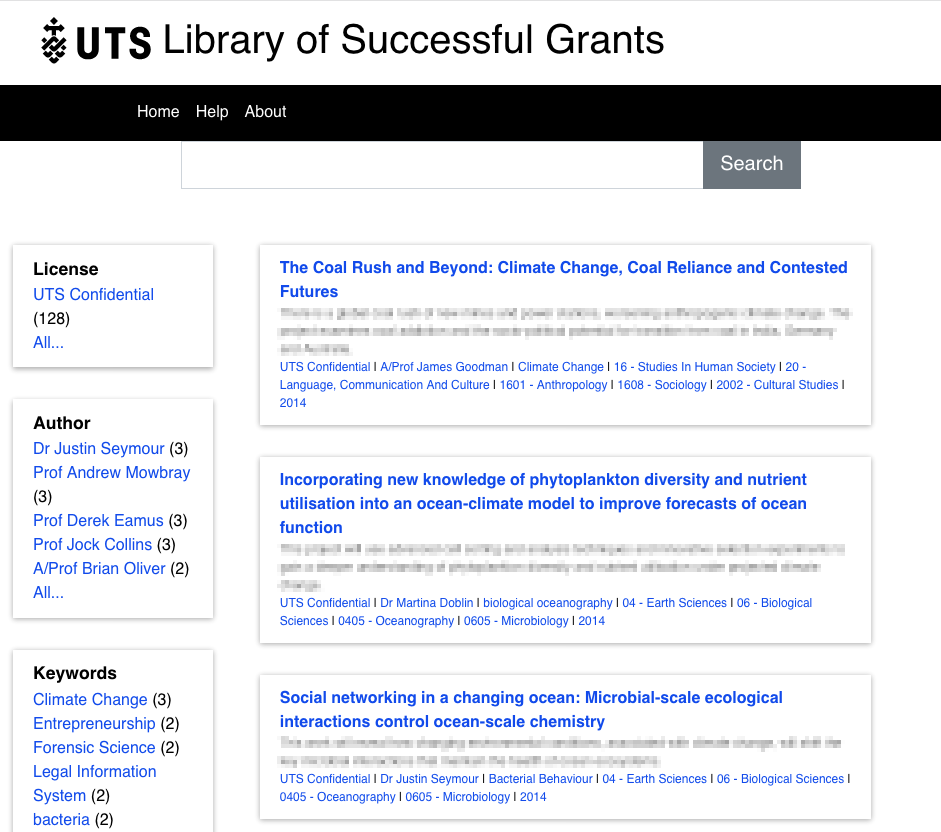 UTS Library of Successful Grants
Home Help About
Search
License
UTS Confidential
(128)
All...
Author
Dr Justin Seymour (3)
Prof Andrew Mowbray
(3)
Prof Derek Eamus (3)
Prof Jock Collins (3)
A/Prof Brian Oliver (2)
All...
Keywords
Climate Change (3)
Entrepreneurship (2)
Forensic Science (2)
Legal Information
System (2)
bacteria (2)
The Coal Rush and Beyond: Climate Change, Coal Reliance and Contested
Futures
UTS Confidential | A/Prof James Goodman | Climate Change | 16 - Studies In Human Society | 20 -
Language, Communication And Culture | 1601 - Anthropology | 1608 - Sociology | 2002 - Cultural Studies |
2014
Incorporating new knowledge of phytoplankton diversity and nutrient
utilisation into an ocean-climate model to improve forecasts of ocean
function
UTS Confidential | Dr Martina Doblin | biological oceanography | 04 - Earth Sciences | 06 - Biological
Sciences | 0405 - Oceanography | 0605 - Microbiology | 2014
Social networking in a changing ocean: Microbial-scale ecological
interactions control ocean-scale chemistry
UTS Confidential | Dr Justin Seymour | Bacterial Behaviour | 04 - Earth Sciences | 06 - Biological Sciences |
0405 - Oceanography | 0605 - Microbiology | 2014